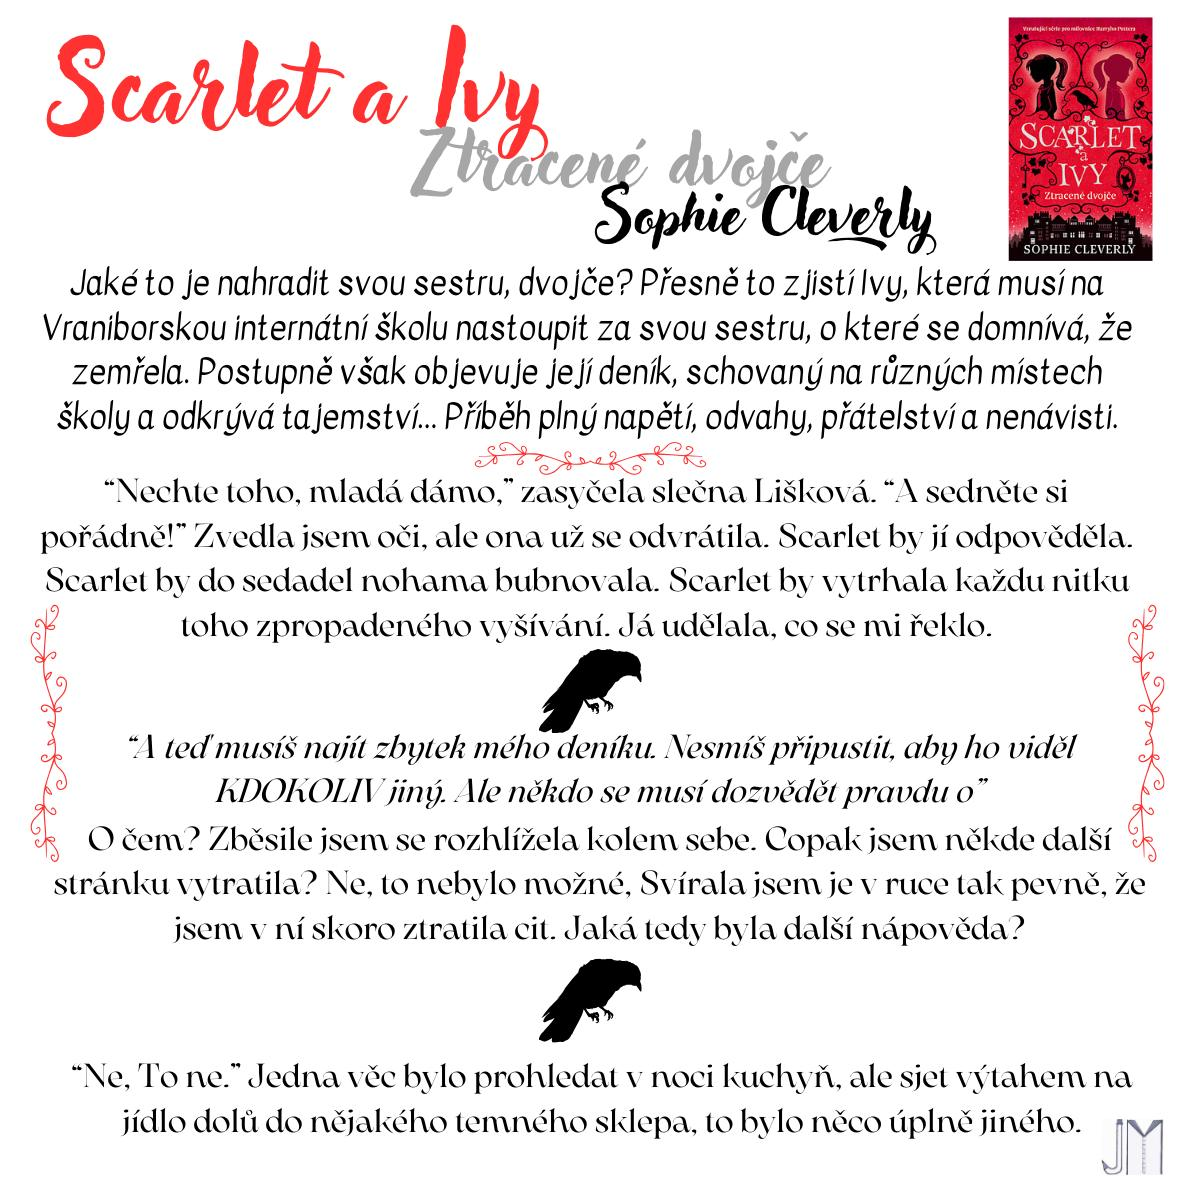 Scarlet a Ivy
Ztracené dvojče
Sophie Cleverly
Vzrušující série pro milovníce Harryho Pottera
SCARLET
a
IVY
Ztracené dvojče
SOPHIE CLEVERLY
Jaké to je nahradit svou sestru, dvojče? Přesně to zjistí Ivy, která musí na
Vraniborskou internátní školu nastoupit za svou sestru, o které se domnívá, že
zemřela. Postupně však objevuje její deník, schovaný na různých místech
školy a odkrývá tajemství... Příběh plný napětí, odvahy, přátelství a nenávisti.
“Nechte toho, mladá dámo,” zasyčela slečna Lišková. “A sedněte si
pořádně!” Zvedla jsem oči, ale ona už se odvrátila. Scarlet by jí odpověděla.
Scarlet by do sedadel nohama bubnovala. Scarlet by vytrhala každu nitku
toho zpropadeného vyšívání. Já udělala, co se mi řeklo.
“A teď musíš najít zbytek mého deníku. Nesmíš připustit, aby ho viděl
KDOKOLIV jiný. Ale někdo se musí dozvědět pravdu o”
O čem? Zběsile jsem se rozhlížela kolem sebe. Copak jsem někde další
stránku vytratila? Ne, to nebylo možné, Svírala jsem je v ruce tak pevně, že
jsem v ní skoro ztratila cit. Jaká tedy byla další nápověda?
“Ne, To ne.” Jedna věc bylo prohledat v noci kuchyň, ale sjet výtahem na
jídlo dolů do nějakého temného sklepa, to bylo něco úplně jiného.
JM